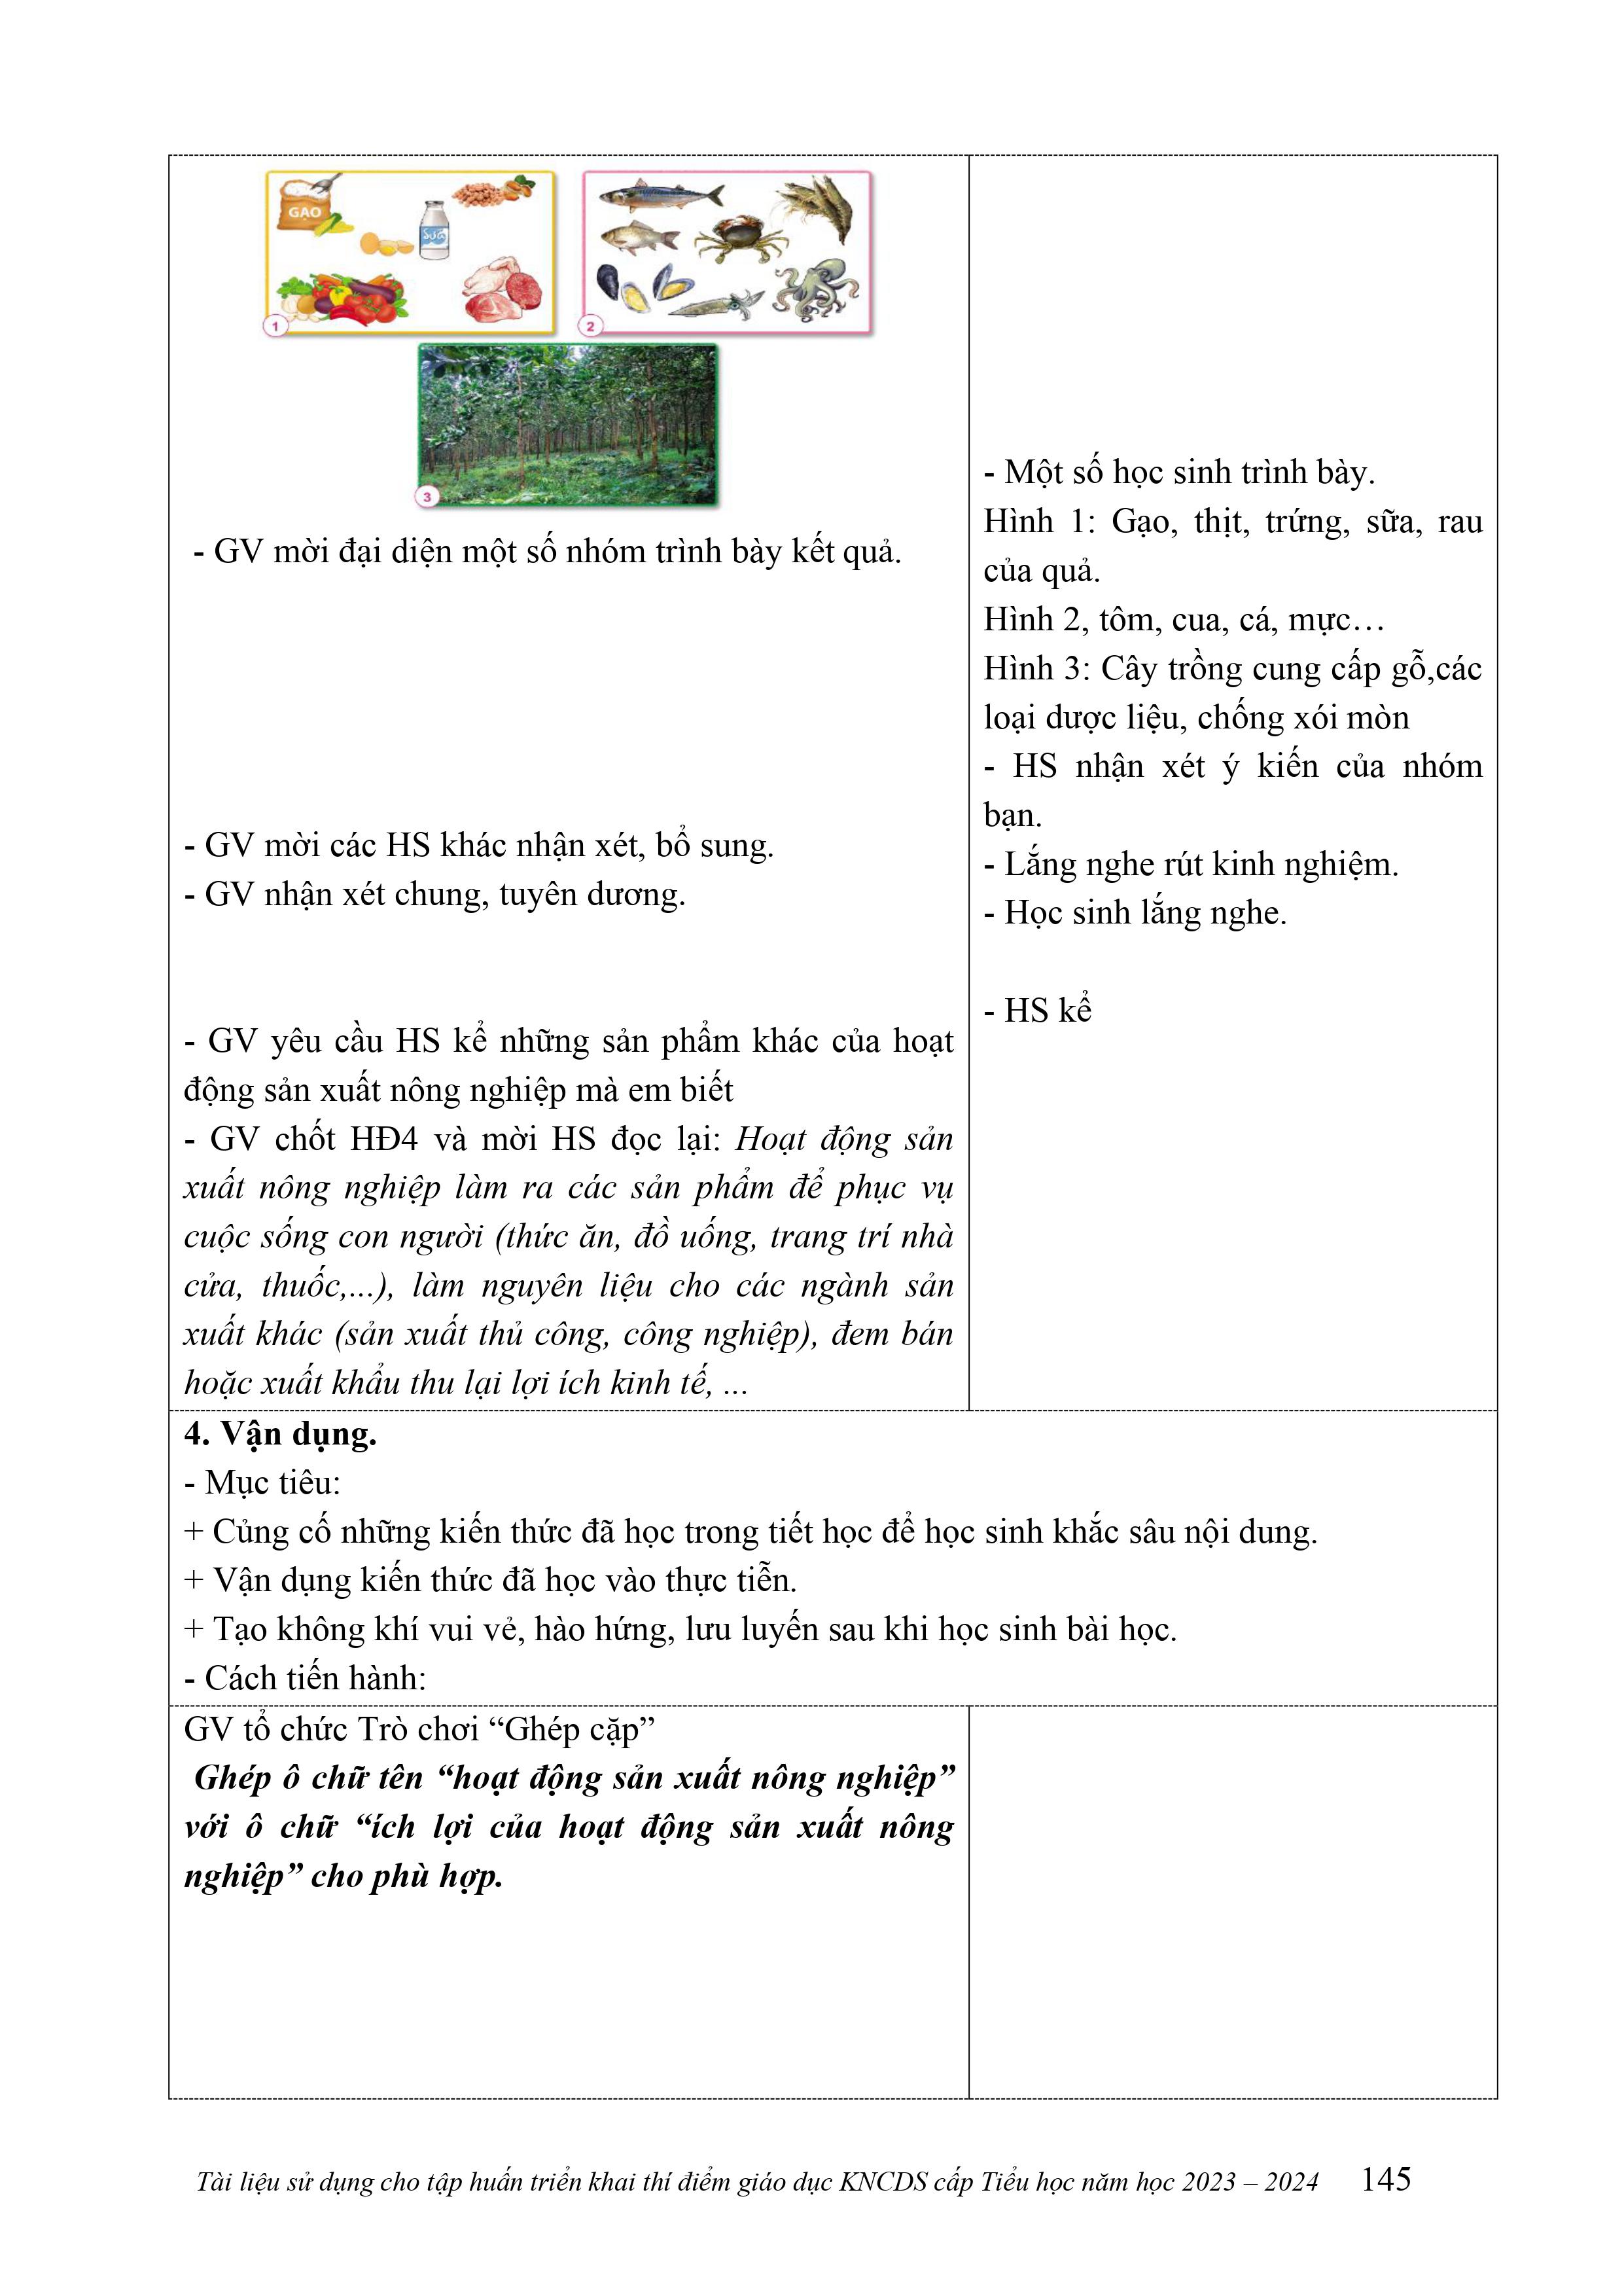 GẠO
Sữa
1
2
3
- GV mời đại diện một số nhóm trình bày kết quả.
- GV mời các HS khác nhận xét, bổ sung.
- GV nhận xét chung, tuyên dương.
- GV yêu cầu HS kể những sản phẩm khác của hoạt
động sản xuất nông nghiệp mà em biết
- GV chốt HĐ4 và mời HS đọc lại: Hoạt động sản
xuất nông nghiệp làm ra các sản phẩm để phục vụ
cuộc sống con người (thức ăn, đồ uống, trang trí nhà
cửa, thuốc,...), làm nguyên liệu cho các ngành sản
xuất khác (sản xuất thủ công, công nghiệp), đem bán
hoặc xuất khẩu thu lại lợi ích kinh tế, ...
- Một số học sinh trình bày.
Hình 1: Gạo, thịt, trứng, sữa, rau
của quả.
Hình 2, tôm, cua, cá, mực…
Hình 3: Cây trồng cung cấp gỗ,các
loại dược liệu, chống xói mòn
- HS nhận xét ý kiến của nhóm
bạn.
- Lắng nghe rút kinh nghiệm.
- Học sinh lắng nghe.
- HS kể
4. Vận dụng.
- Mục tiêu:
+ Củng cố những kiến thức đã học trong tiết học để học sinh khắc sâu nội dung.
+ Vận dụng kiến thức đã học vào thực tiễn.
+ Tạo không khí vui vẻ, hào hứng, lưu luyến sau khi học sinh bài học.
- Cách tiến hành:
GV tổ chức Trò chơi “Ghép cặp”
Ghép ô chữ tên “hoạt động sản xuất nông nghiệp”
với ô chữ “ích lợi của hoạt động sản xuất nông
nghiệp” cho phù hợp.
Tài liệu sử dụng cho tập huấn triển khai thí điểm giáo dục KNCDS cấp Tiểu học năm học 2023 – 2024 145